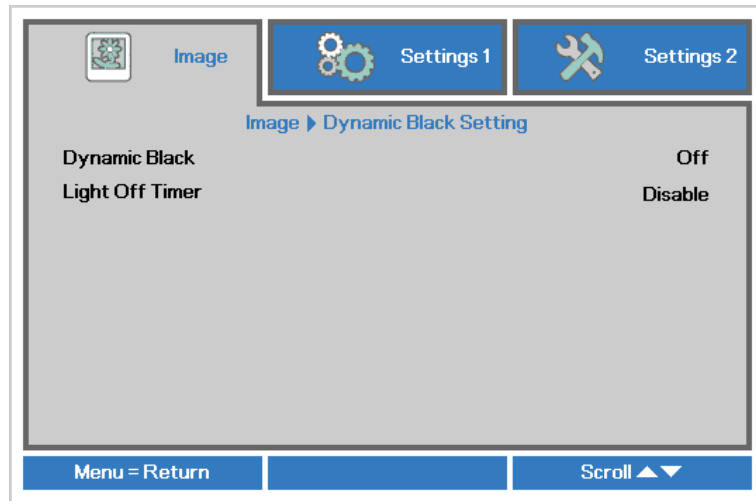 Image
Settings 1
Settings 2
Image ▶ Dynamic Black Setting
Dynamic Black Off
Light Off Timer Disable
Menu = Return
Scroll ▲▼